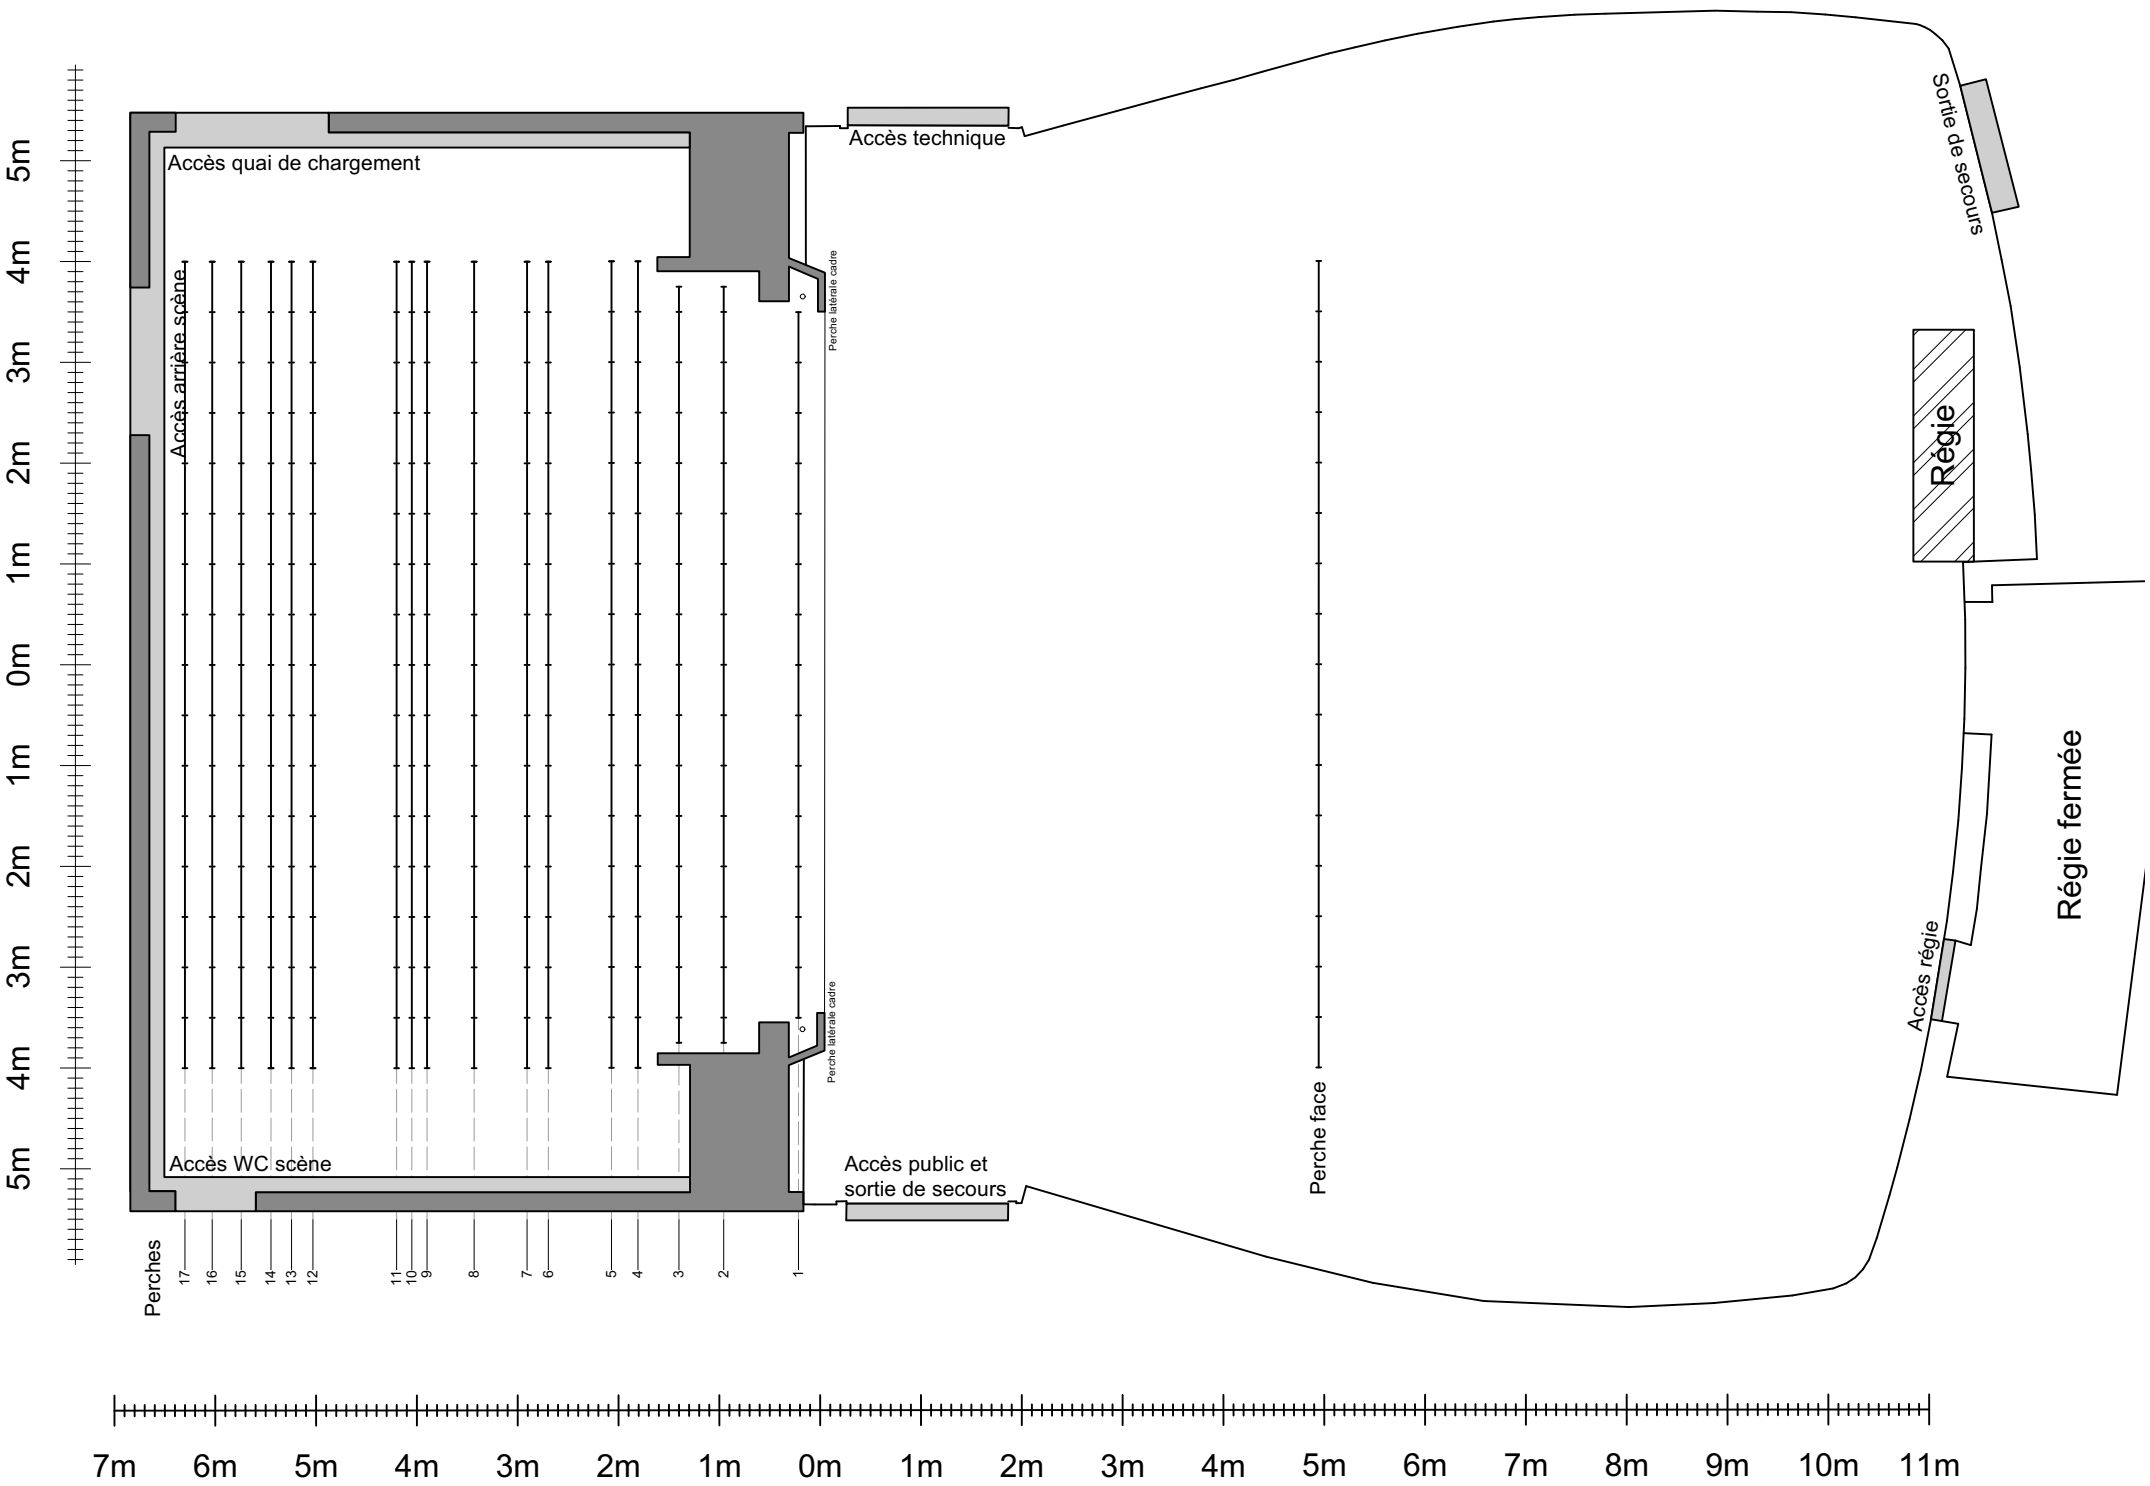 5m
4m
3m
2m
1m
0m
1m
2m
3m
4m
5m
Accès quai de chargement
Accès arrière scène
Accès WC scène
Perches
17
16
15
14
13
12
11
10
9
8
7
6
5
4
3
2
1
Perche latérale cadre
Perche latérale cadre
Accès technique
Accès public et
sortie de secours
Perche face
Sortie de secours
Régie
Régie fermée
Accès régie
7m
6m
5m
4m
3m
2m
1m
0m
1m
2m
3m
4m
5m
6m
7m
8m
9m
10m
11m